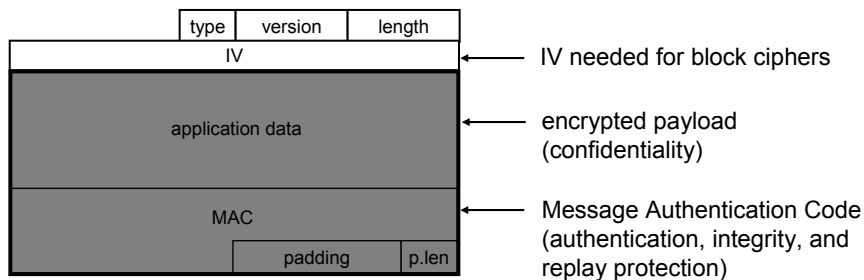 type version length
IV
IV needed for block ciphers
application data
encrypted payload
(confidentiality)
MAC
Message Authentication Code
(authentication, integrity, and
replay protection)
padding p.len